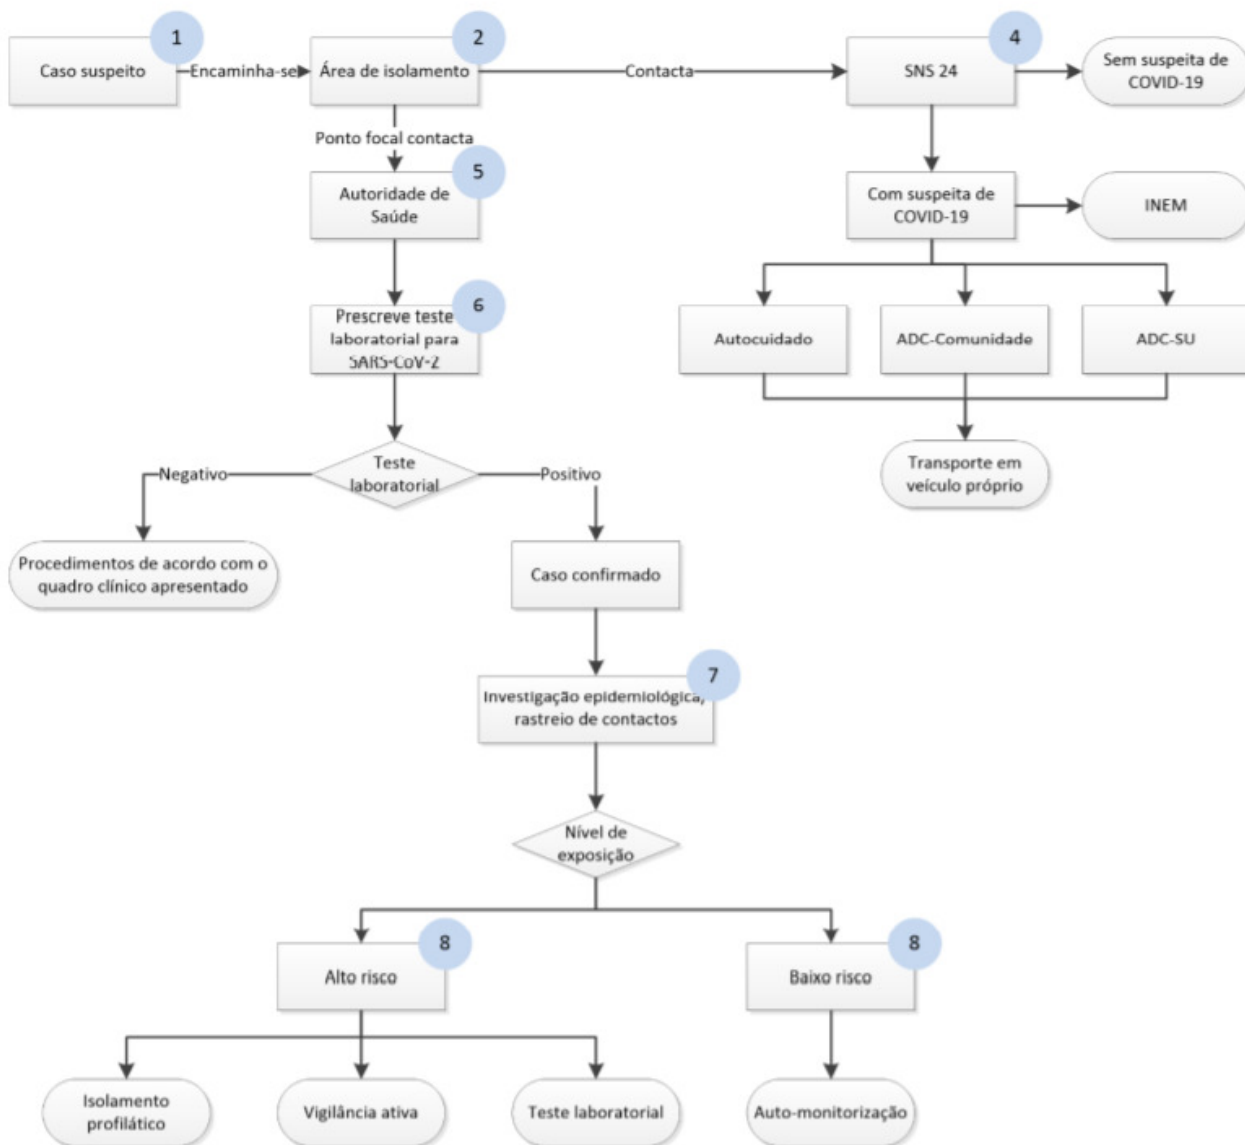 1
2
4
Caso suspeito
Encaminha-se
Área de isolamento
Contacta
SNS 24
Sem suspeita de
COVID-19
Ponto focal contacta
5
Autoridade de
Saúde
Com suspeita de
COVID-19
INEM
6
Prescreve teste
laboratorial para
SARS-CoV-2
Autocuidado
ADC-Comunidade
ADC-SU
Negativo
Teste
laboratorial
Positivo
Transporte em
veículo próprio
Procedimentos de acordo com o
quadro clínico apresentado
Caso confirmado
7
Investigação epidemiológica,
rastreio de contactos
Nível de
exposição
8
8
Alto risco
Baixo risco
Isolamento
profilático
Vigilância ativa
Teste laboratorial
Auto-monitorização